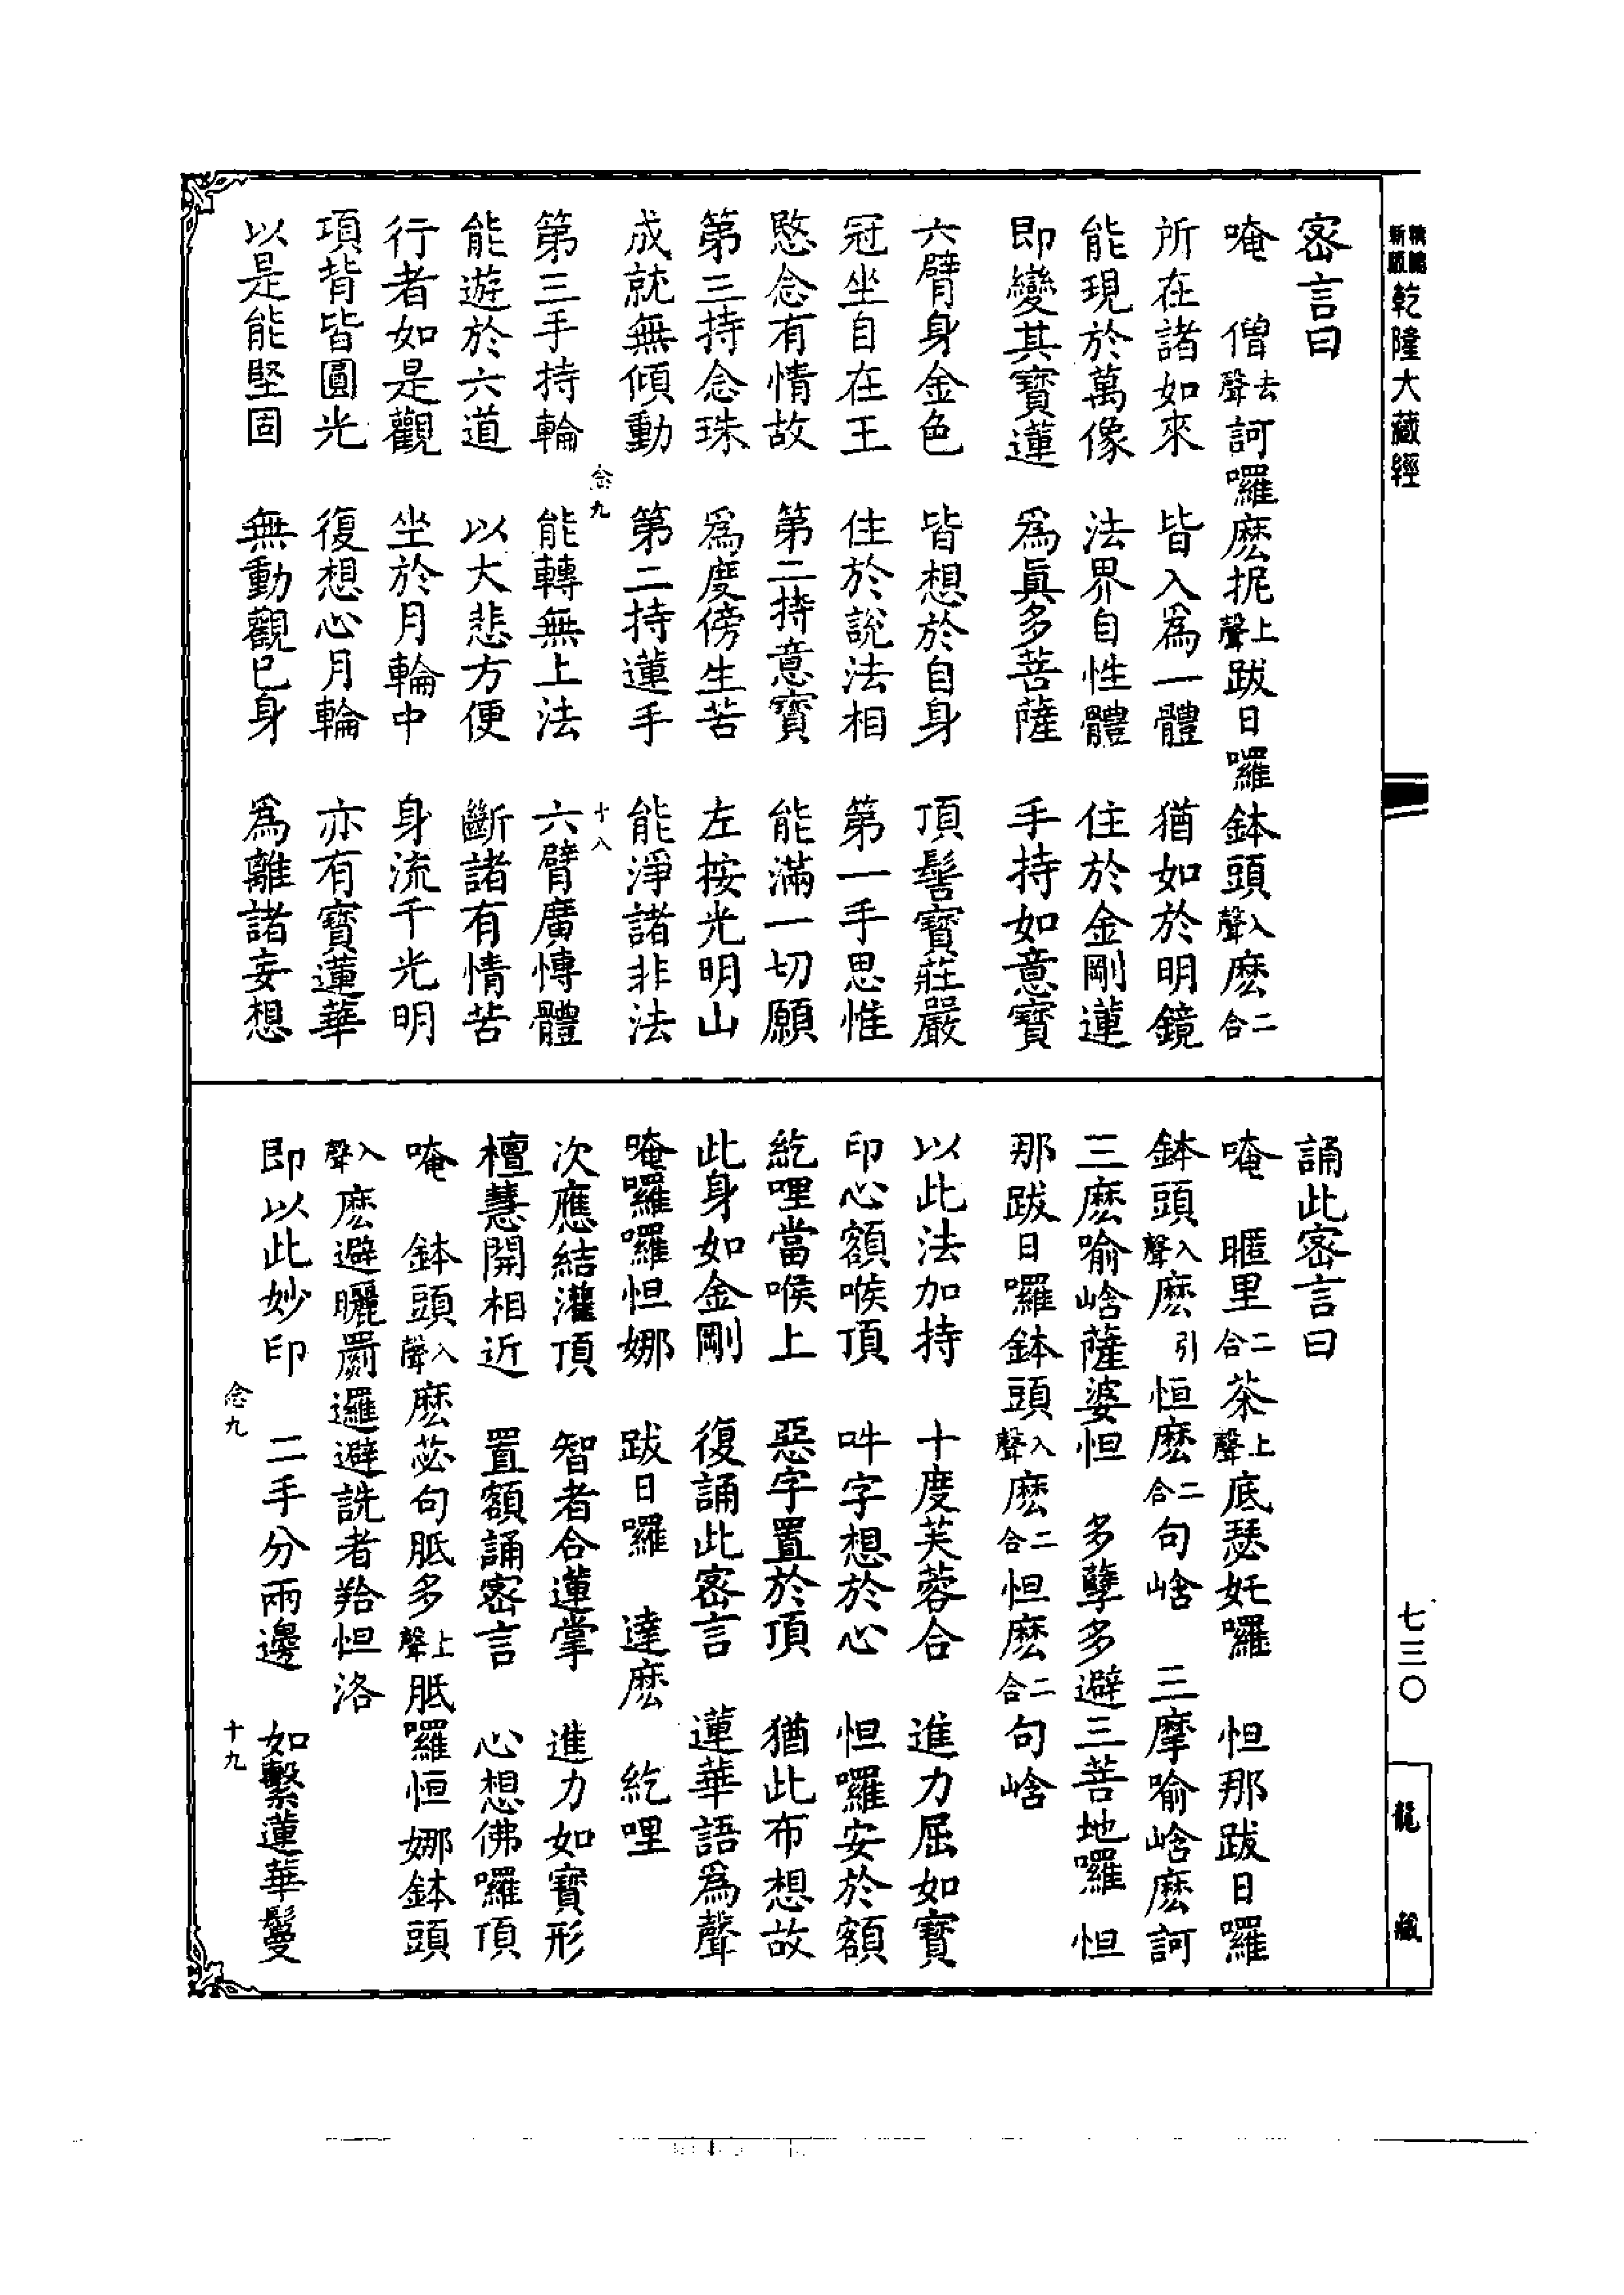 新版 精縮 乾隆大藏經
七三〇
龍藏
密言曰
唵 僧去聲訶囉麽抳上聲跋日囉鉢頭入聲麽二合
所在諸如來 皆入爲一體 猶如於明鏡
能現於萬像 法界自性體 住於金剛蓮
即變其寶蓮 爲眞多菩薩 手持如意寶
六臂身金色 皆想於自身 頂髻寶莊嚴
冠坐自在王 住於說法相 第一手思惟
愍念有情故 第二持意寶 能滿一切願
第三持念珠 爲度傍生苦 左按光明山
成就無傾動 第二持蓮手 能淨諸非法
念九 十八
第三手持輪 能轉無上法 六臂廣愽體
能遊於六道 以大悲方便 斷諸有情苦
行者如是觀 坐於月輪中 身流千光明
項背皆圓光 復想心月輪 亦有寶蓮華
以是能堅固 無動觀巳身 爲離諸妄想
誦此密言曰
唵 㘝里二合荼上聲底瑟奼囉 怛那跋日囉
鉢頭入聲麽引恒麽二合句唅 三摩喻唅麽訶
三麽喻唅薩婆怛 多孽多避三菩地囉 怛
那跋日囉鉢頭入聲麽二合怛麽二合句唅
以此法加持 十度芙蓉合 進力屈如寶
印心額喉頂 吽字想於心 怛囉安於額
紇哩當喉上 惡字置於頂 猶此布想故
此身如金剛 復誦此密言 蓮華語爲聲
唵囉囉怛娜 跋日囉 達麽 紇哩
次應結灌頂 智者合蓮掌 進力如寶形
檀慧開相近 置額誦密言 心想佛囉頂
唵 鉢頭入聲麽苾句胝多上聲胝囉恒娜鉢頭
入聲麽避曬罽邏避詵者羚怛洛
即以此妙印 二手分兩邊 如繫蓮華鬘
念九 十九